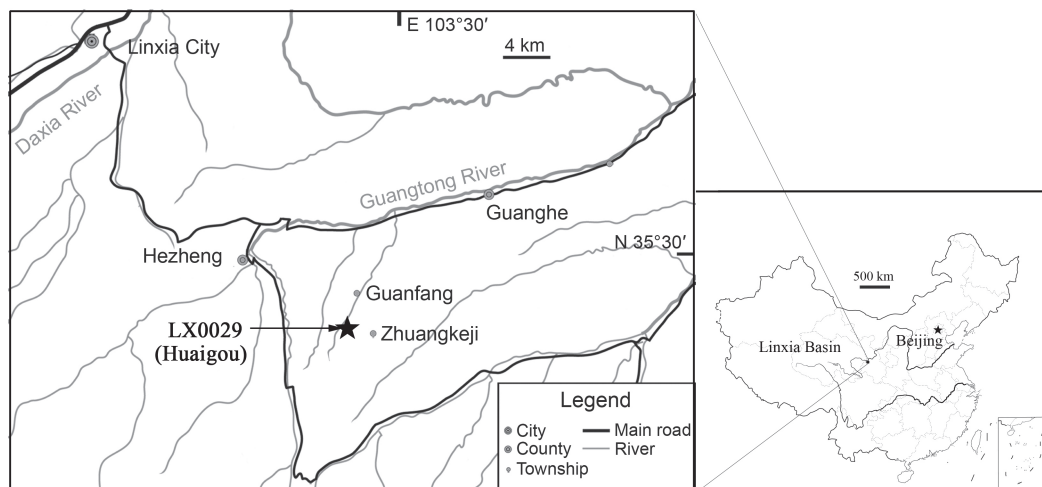 E 103°30′
4 km
Linxia City
Daxia River
Guangtong River
Guanghe
Hezheng
N 35°30′
Guanfang
LX0029
(Huaigou)
Zhuangkeji
Legend
City
Main road
County
River
Township
500 km
Beijing
Linxia Basin